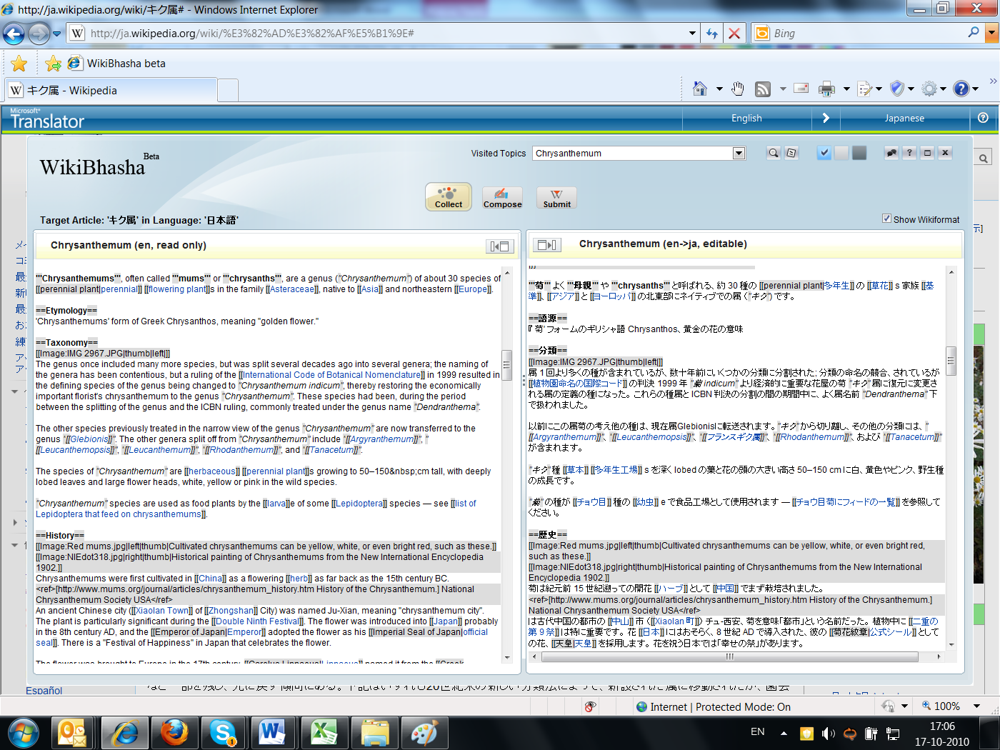 http://ja.wikipedia.org/wiki/キク属# - Windows Internet Explorer
http://ja.wikipedia.org/wiki/%E3%82%AD%E3%82%AF%E5%B1%9E#
Bing
WikiBhasha beta
キク属 - Wikipedia
Microsoft®
Translator
English
Japanese
WikiBhasha Beta
Visited Topics
Chrysanthemum
Collect
Compose
Submit
Target Article: 'キク属' in Language: '日本語'
Show Wikiformat
Chrysanthemum (en, read only)
'''Chrysanthemums''', often called '''mums''' or '''chrysanths''', are a genus (''Chrysanthemum'') of about 30 species of
[[perennial plant|perennial]] [[flowering plant]]s in the family [[Asteraceae]], native to [[Asia]] and northeastern [[Europe]].
==Etymology==
'Chrysanthemums' form of Greek Chrysanthos, meaning "golden flower."
==Taxonomy==
[[Image:IMG 2967.JPG|thumb|left|]]
The genus once included many more species, but was split several decades ago into several genera; the naming of
the genera has been contentious, but a ruling of the [[International Code of Botanical Nomenclature]] in 1999 resulted in
the defining species of the genus being changed to ''Chrysanthemum indicum'', thereby restoring the economically
important florist's chrysanthemum to the genus ''Chrysanthemum''. These species had been, during the period
between the splitting of the genus and the ICBN ruling, commonly treated under the genus name ''Dendranthema''.
The other species previously treated in the narrow view of the genus ''Chrysanthemum'' are now transferred to the
genus ''[[Glebionis]]''. The other genera split off from ''Chrysanthemum'' include ''[[Argyranthemum]]'', ''
[[Leucanthemopsis]]'', ''[[Leucanthemum]]'', ''[[Rhodanthemum]]'', and ''[[Tanacetum]]''.
The species of ''Chrysanthemum'' are [[herbaceous]] [[perennial plant]]s growing to 50–150&nbsp;cm tall, with deeply
lobed leaves and large flower heads, white, yellow or pink in the wild species.
''Chrysanthemum'' species are used as food plants by the [[larva]]e of some [[Lepidoptera]] species — see [[list of
Lepidoptera that feed on chrysanthemums]].
==History==
[[Image:Red mums.jpg|left|thumb|Cultivated chrysanthemums can be yellow, white, or even bright red, such as these.]]
[[Image:NIEdot318.jpg|right|thumb|Historical painting of Chrysanthemums from the New International Encyclopedia
1902.]]
Chrysanthemums were first cultivated in [[China]] as a flowering [[herb]] as far back as the 15th century BC.
<ref>[http://www.mums.org/journal/articles/chrysanthemum_history.htm History of the Chrysanthemum.] National
Chrysanthemum Society USA</ref>
An ancient Chinese city ([[Xiaolan Town]] of [[Zhongshan]] City) was named Ju-Xian, meaning "chrysanthemum city".
The plant is particularly significant during the [[Double Ninth Festival]]. The flower was introduced into [[Japan]] probably
in the 8th century AD, and the [[Emperor of Japan|Emperor]] adopted the flower as his [[Imperial Seal of Japan|official
seal]]. There is a "Festival of Happiness" in Japan that celebrates the flower.
Chrysanthemum (en->ja, editable)
'''菊''' よく '''母親''' や '''chrysanths''' と呼ばれる、約 30 種の [[perennial plant|多年生]] の [[草花]] s 家族 [[基
準]]、[[アジア]] と [[ヨーロッパ]] の北東部にネイティブでの属 (''キク'') です。
==語源==
『 菊' フォームのギリシャ語 Chrysanthos、黄金の花の意味
==分類==
[[Image:IMG 2967.JPG|thumb|left|]]
属 1 回より多くの種が含まれているが、数十年前にいくつかの分類に分割された; 分類の命名の競合、されているが
[[植物園命名の国際コード]] の判決 1999 年 ''菊 indicum'' より経済的に重要な花屋の菊 ''キク'' 属に復元に変更さ
れる属の定義の種になった。 これらの種属と ICBN 判決の分割の間の期間中に、よく属名前 ''Dendranthema'' 下
で扱われました。
以前にこの属菊の考え他の種は、現在属Glebionisに転送されます。 ''キク'' から切り離し、その他の分類には、''
[[Argyranthemum]]''、''[[Leucanthemopsis]]''、''[[フランスギク属]]''、''[[Rhodanthemum]]''、および ''[[Tanacetum]]''
が含まれます。
''キク'' 種 [[草本]] [[多年生工場]] s を深く lobed の葉と花の頭の大きい高さ 50–150 cm に白、黄色やピンク、野生種
の成長です。
''菊'' の種が [[チョウ目]] 種の [[幼虫]] e で食品工場として使用されます — [[チョウ目菊にフィードの一覧]] を参照して
ください。
==歴史==
[[Image:Red mums.jpg|left|thumb|Cultivated chrysanthemums can be yellow, white, or even bright red,
such as these.]]
[[Image:NIEdot318.jpg|right|thumb|Historical painting of Chrysanthemums from the New International
Encyclopedia 1902.]]
菊は紀元前 15 世紀遡っての開花 [[ハーブ]] として [[中国]] でまず栽培されました。
<ref>[http://www.mums.org/journal/articles/chrysanthemum_history.htm History of the Chrysanthemum.]
National Chrysanthemum Society USA</ref>
は古代中国の都市の [[中山]] 市 ([[Xiaolan 町]]) チュ-西安、菊を意味「都市」という名前だった。 植物中に [[二重の
第 9 祭]] は特に重要です。 花 [[日本]] にはおそらく、8 世紀 AD で導入された、彼の [[菊花紋章|公式シール]] として
の花、[[天皇|天皇]] を採用します。 花を祝う日本では「幸せの祭」があります。
Español
Internet | Protected Mode: On
100%
EN
17:06
17-10-2010